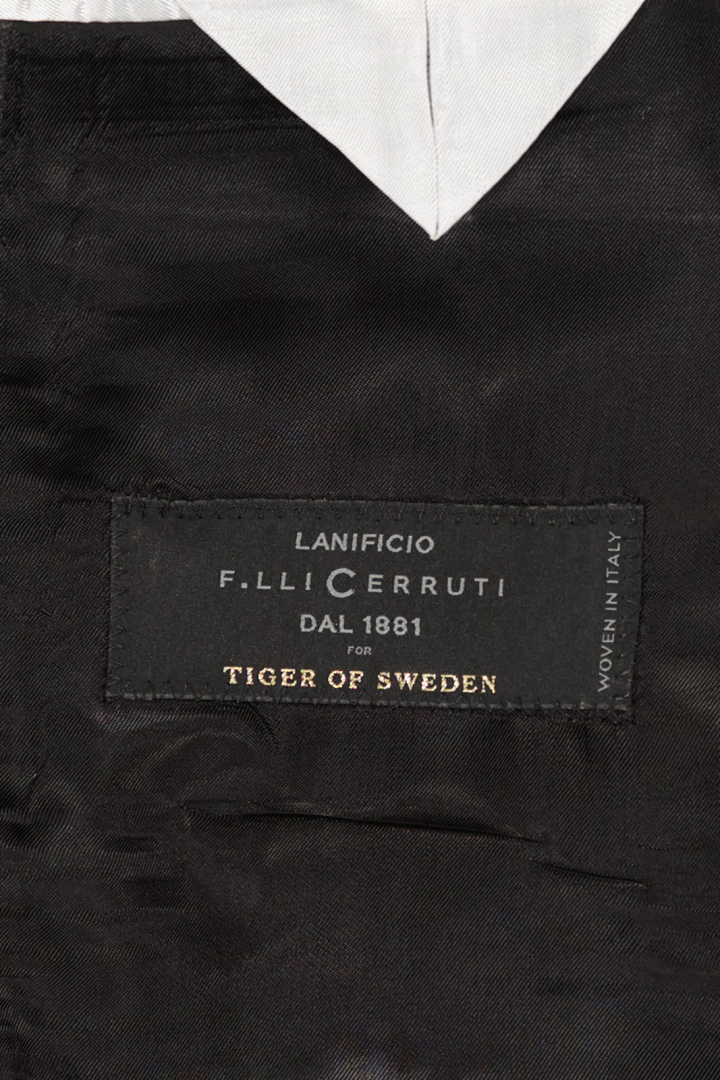 LANIFICIO
F.LLI CERRUTI
DAL 1881
FOR
TIGER OF SWEDEN
WOVEN IN ITALY